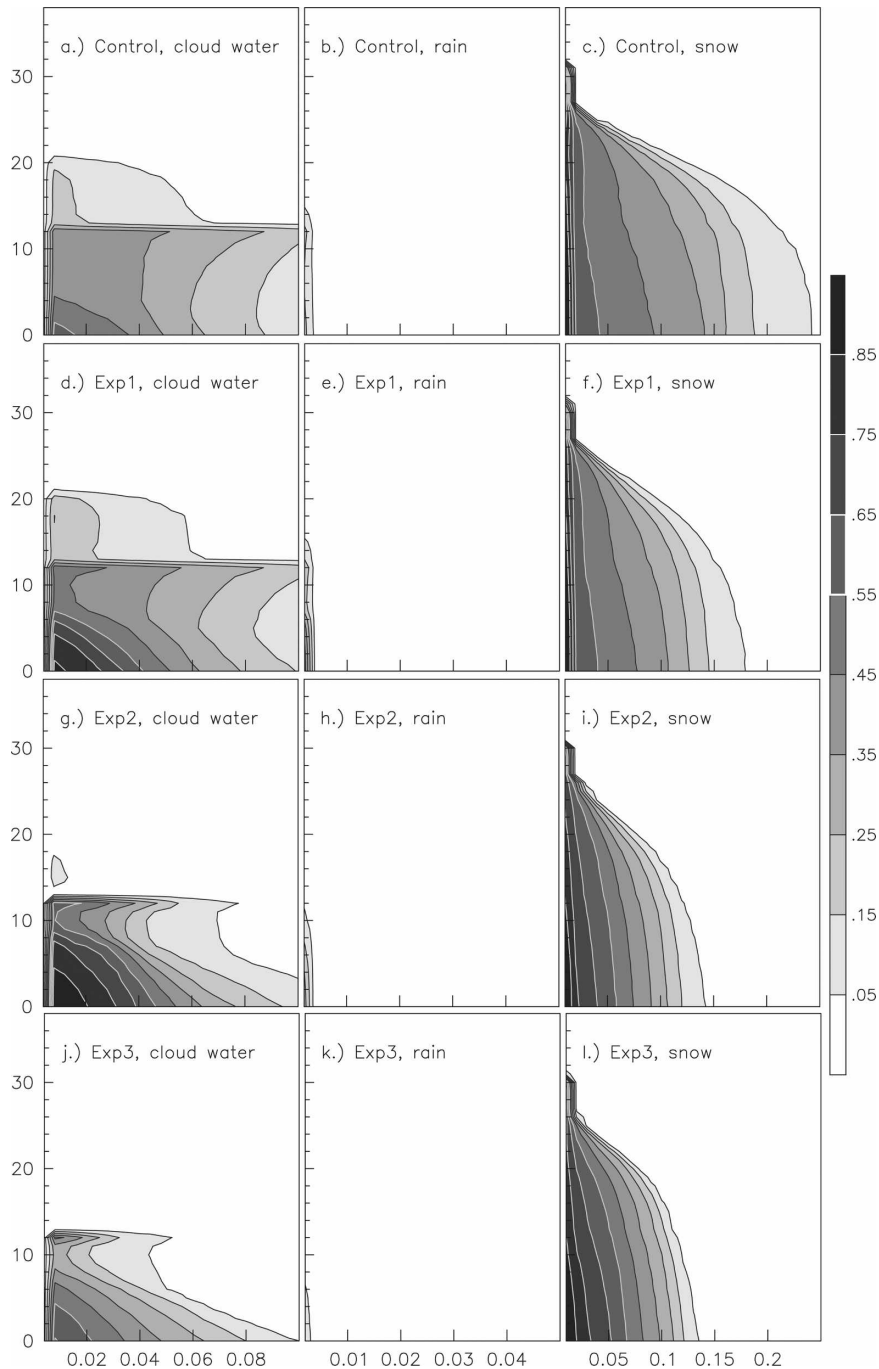 a.) Control, cloud water
b.) Control, rain
c.) Control, snow
30
20
10
0
d.) Exp1, cloud water
e.) Exp1, rain
f.) Exp1, snow
30
20
10
0
g.) Exp2, cloud water
h.) Exp2, rain
i.) Exp2, snow
30
20
10
0
j.) Exp3, cloud water
k.) Exp3, rain
l.) Exp3, snow
30
20
10
0
0.02 0.04 0.06 0.08
0.01 0.02 0.03 0.04
0.05 0.1 0.15 0.2
.85
.75
.65
.55
.45
.35
.25
.15
.05